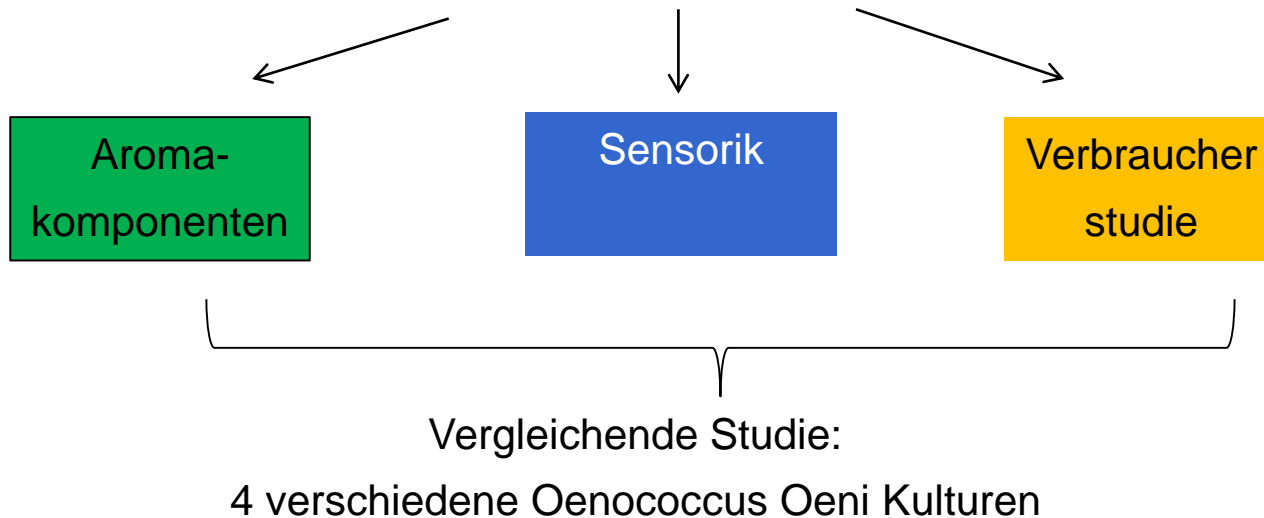 Aroma-
komponenten
Sensorik
Verbraucher
studie
Vergleichende Studie:
4 verschiedene Oenococcus Oeni Kulturen